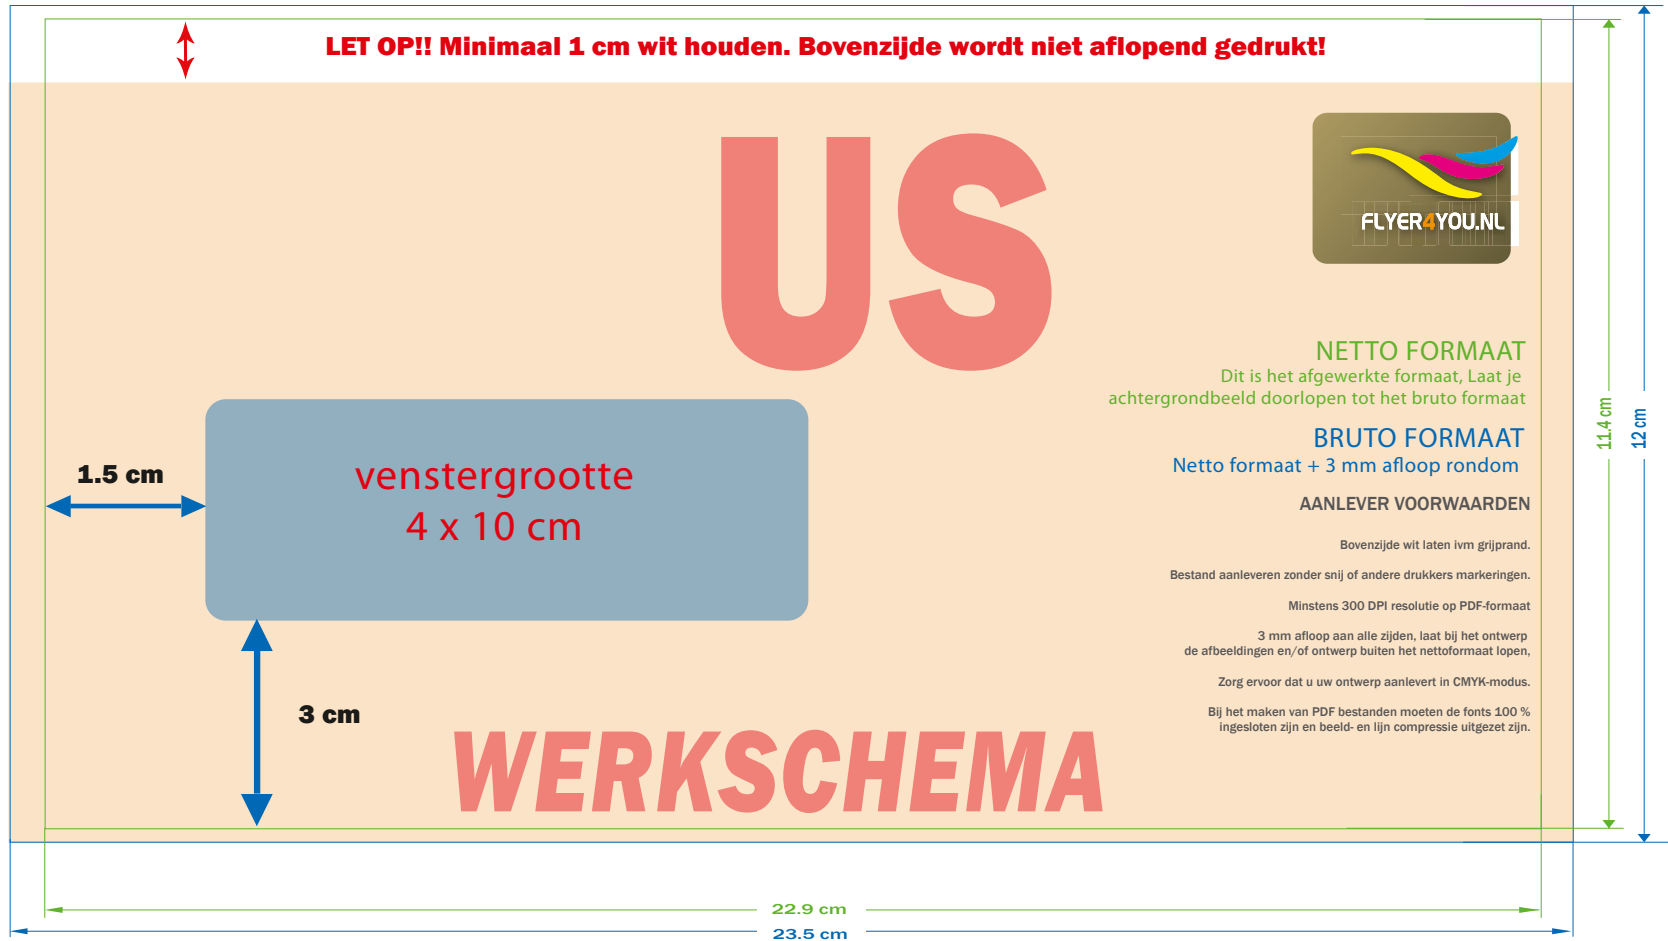 LET OP!! Minimaal 1 cm wit houden. Bovenzijde wordt niet aflopend gedrukt!
US
FLYER4YOU.NL
NETTO FORMAAT
Dit is het afgewerkte formaat, Laat je
achtergrondbeeld doorlopen tot het bruto formaat
BRUTO FORMAAT
Netto formaat + 3 mm afloop rondom
11.4 cm
12 cm
1.5 cm
venstergrootte
4 x 10 cm
AANLEVER VOORWAARDEN
Bovenzijde wit laten ivm grijprand.
Bestand aanleveren zonder snij of andere drukkers markeringen.
Minstens 300 DPI resolutie op PDF-formaat
3 mm afloop aan alle zijden, laat bij het ontwerp
de afbeeldingen en/of ontwerp buiten het nettoformaat lopen,
Zorg ervoor dat u uw ontwerp aanlevert in CMYK-modus.
Bij het maken van PDF bestanden moeten de fonts 100 %
ingesloten zijn en beeld- en lijn compressie uitgezet zijn.
3 cm
WERKSCHEMA
22.9 cm
23.5 cm